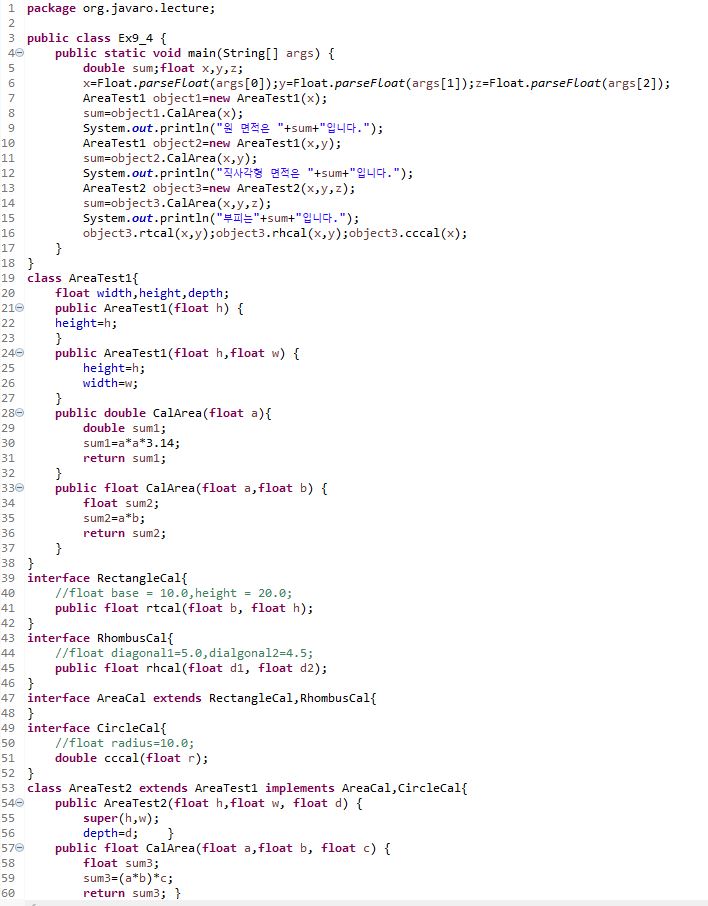 1 package org.javaro.lecture;
2
3 public class Ex9_4 {
4 public static void main(String[] args) {
5 double sum;float x,y,z;
6 x=Float.parseFloat(args[0]);y=Float.parseFloat(args[1]);z=Float.parseFloat(args[2]);
7 AreaTest1 object1=new AreaTest1(x);
8 sum=object1.CalArea(x);
9 System.out.println("원 면적은 "+sum+"입니다.");
10 AreaTest1 object2=new AreaTest1(x,y);
11 sum=object2.CalArea(x,y);
12 System.out.println("직사각형 면적은 "+sum+"입니다.");
13 AreaTest2 object3=new AreaTest2(x,y,z);
14 sum=object3.CalArea(x,y,z);
15 System.out.println("부피는"+sum+"입니다.");
16 object3.rtcal(x,y);object3.rhcal(x,y);object3.cccal(x);
17 }
18 }
19 class AreaTest1{
20 float width,height,depth;
21 public AreaTest1(float h) {
22 height=h;
23 }
24 public AreaTest1(float h,float w) {
25 height=h;
26 width=w;
27 }
28 public double CalArea(float a){
29 double sum1;
30 sum1=a*a*3.14;
31 return sum1;
32 }
33 public float CalArea(float a,float b) {
34 float sum2;
35 sum2=a*b;
36 return sum2;
37 }
38 }
39 interface RectangleCal{
40 //float base = 10.0,height = 20.0;
41 public float rtcal(float b, float h);
42 }
43 interface RhombusCal{
44 //float diagonal1=5.0,dialgonal2=4.5;
45 public float rhcal(float d1, float d2);
46 }
47 interface AreaCal extends RectangleCal,RhombusCal{
48 }
49 interface CircleCal{
50 //float radius=10.0;
51 double cccal(float r);
52 }
53 class AreaTest2 extends AreaTest1 implements AreaCal,CircleCal{
54 public AreaTest2(float h,float w, float d) {
55 super(h,w);
56 depth=d; }
57 public float CalArea(float a,float b, float c) {
58 float sum3;
59 sum3=(a*b)*c;
60 return sum3; }